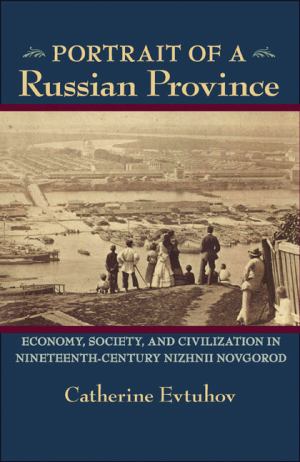 PORTRAIT OF A
Russian Province
ECONOMY, SOCIETY, AND CIVILIZATION IN
NINETEENTH-CENTURY NIZHNII NOVGOROD
Catherine Evtuhov